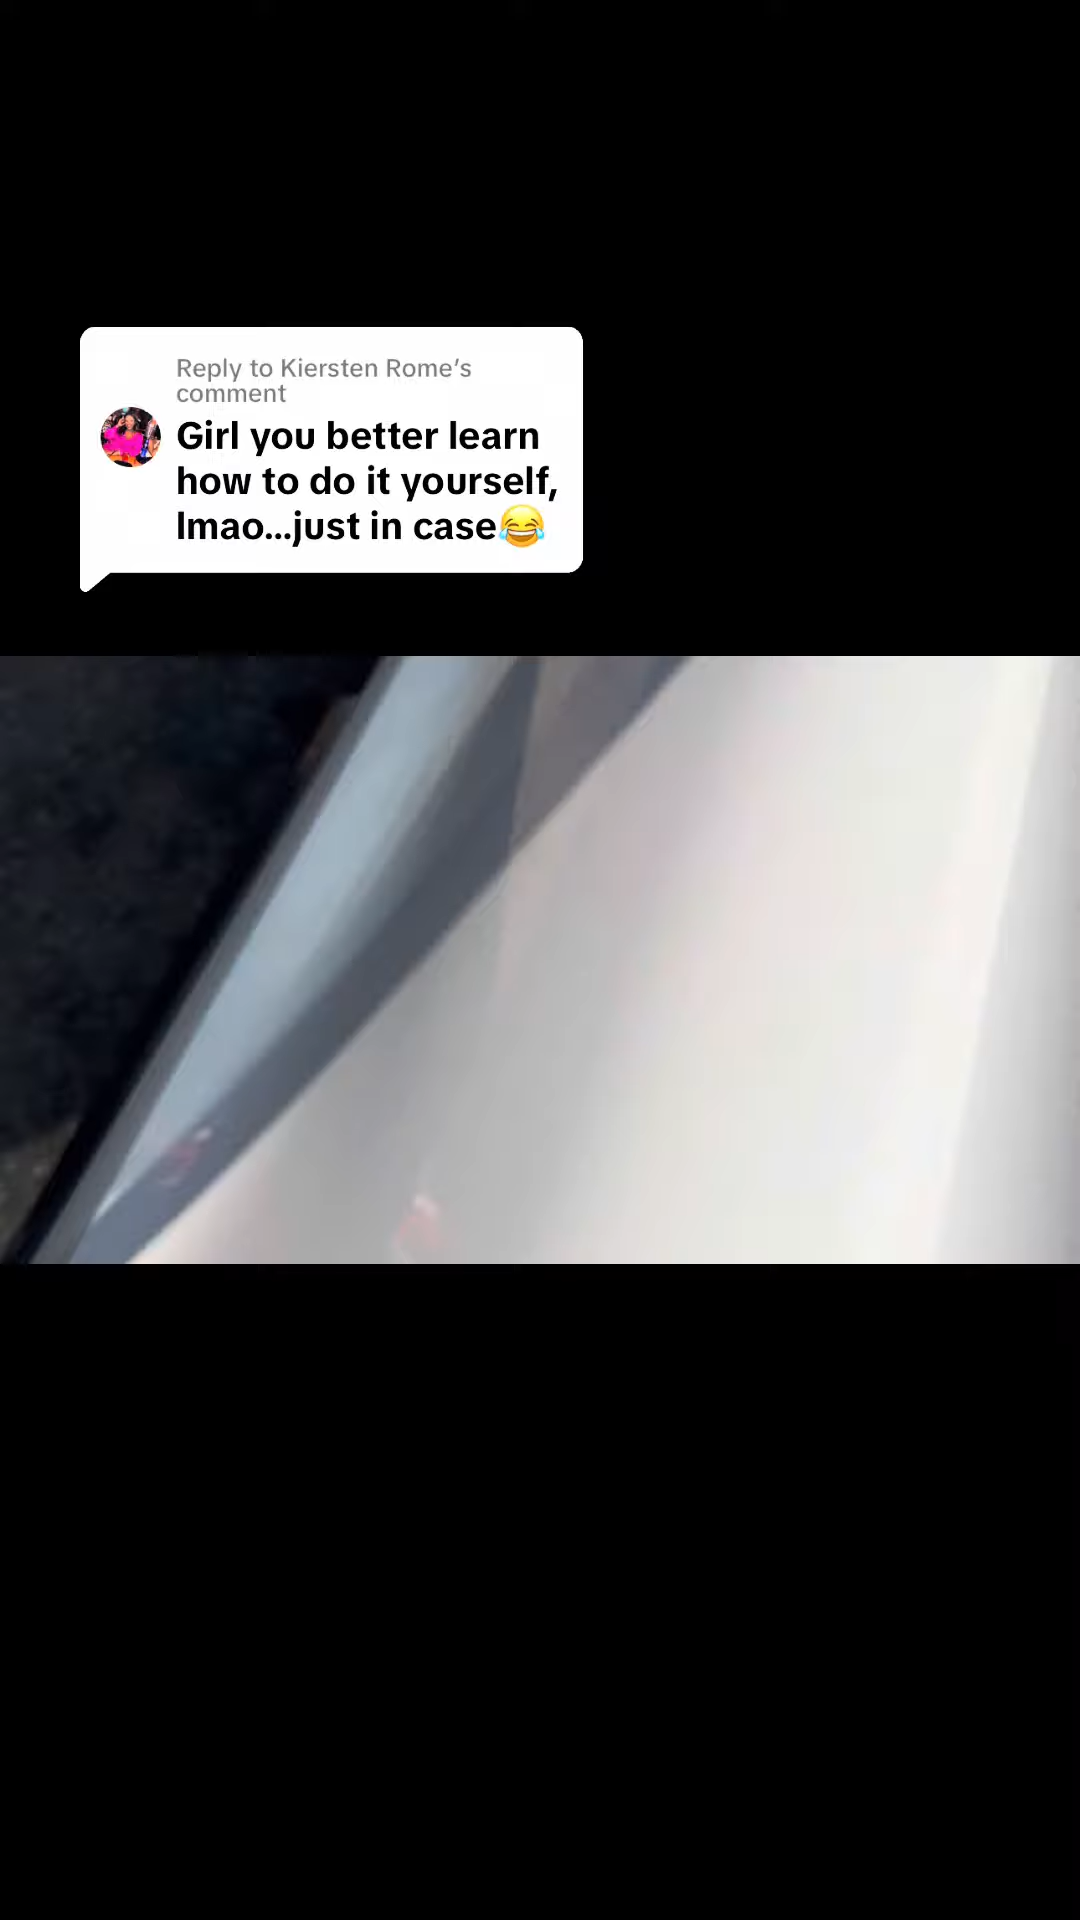 Reply to Kiersten Rome's
comment
Girl you better learn
how to do it yourself,
lmao...just in case😂